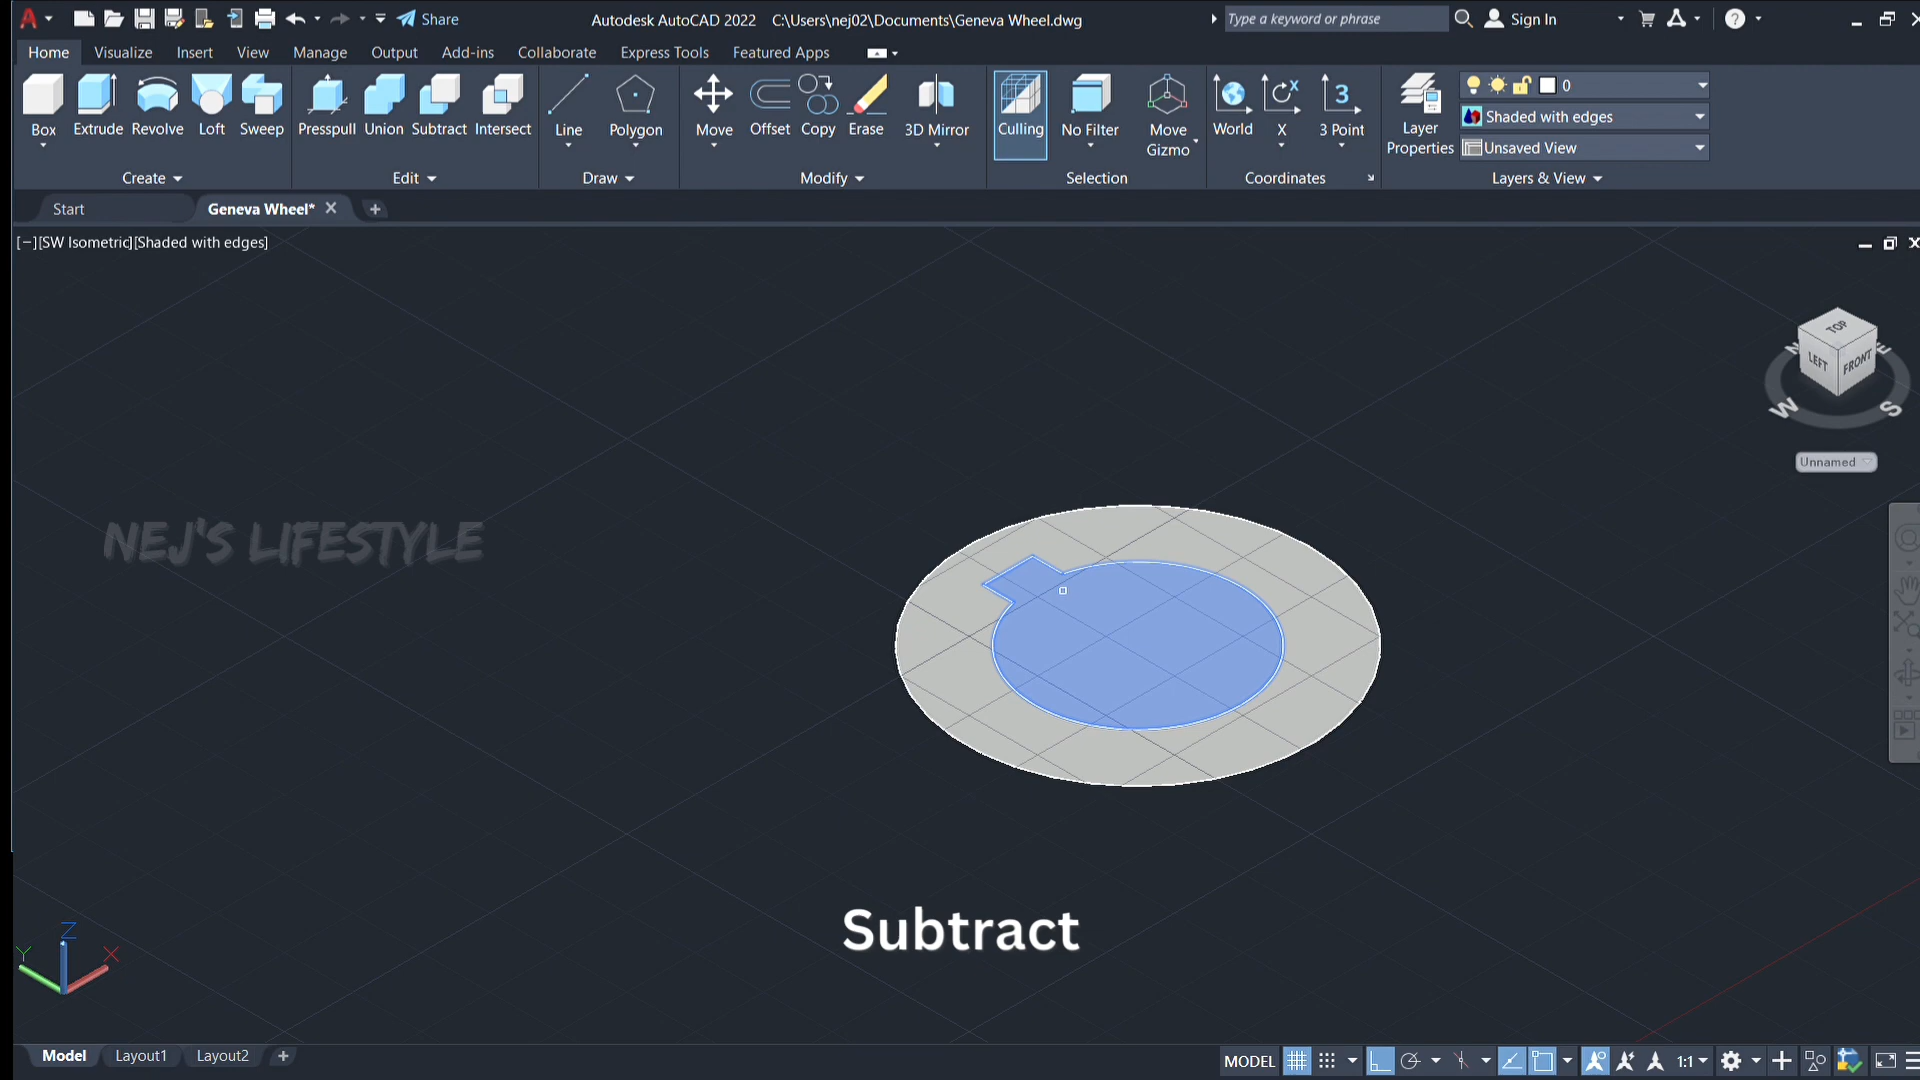 Share
Autodesk AutoCAD 2022 C:\Users\nej02\Documents\Geneva Wheel.dwg
Type a keyword or phrase
Sign In
Home Visualize Insert View Manage Output Add-ins Collaborate Express Tools Featured Apps
Box Extrude Revolve Loft Sweep Presspull Union Subtract Intersect Line Polygon Move Offset Copy Erase 3D Mirror Culling No Filter Move Gizmo World X 3 Point Layer Properties
0
Shaded with edges
Unsaved View
Create Edit Draw Modify Selection Coordinates Layers & View
Start
Geneva Wheel*
[−][SW Isometric][Shaded with edges]
TOP
LEFT
FRONT
N
E
W
S
Unnamed
NEJ'S LIFESTYLE
Subtract
Z
Y
X
Model Layout1 Layout2
MODEL
1:1